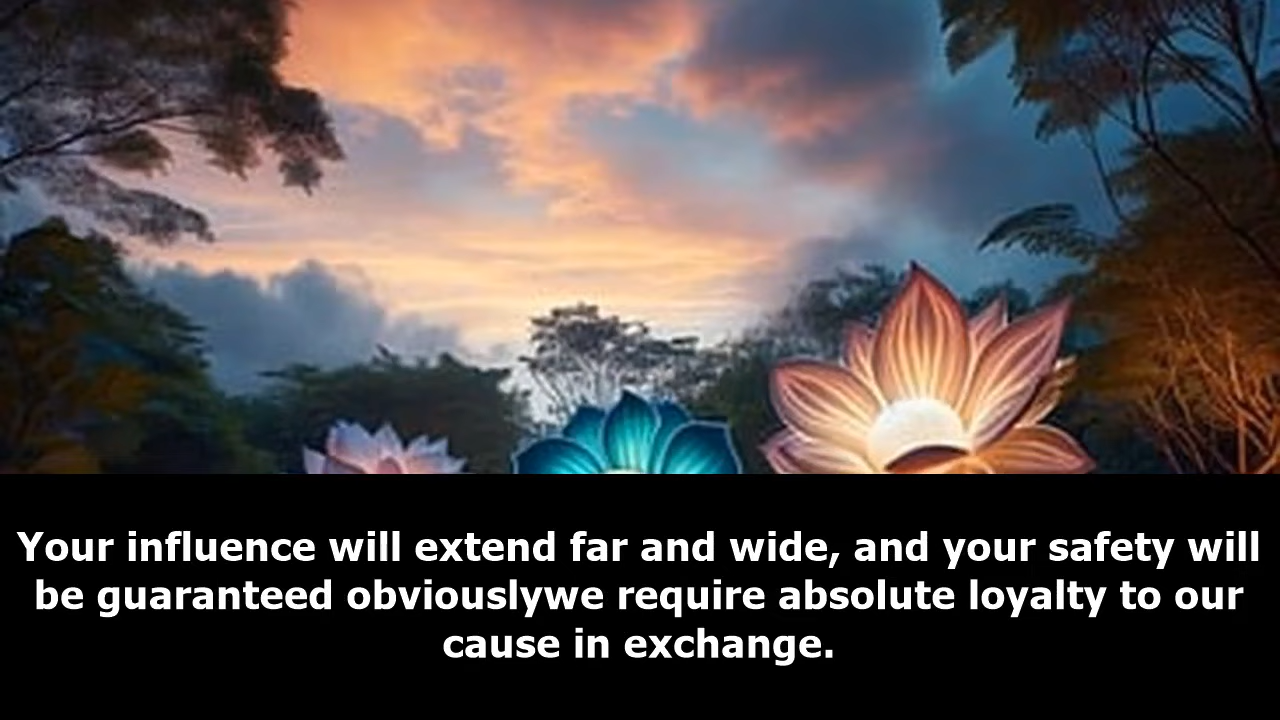 Your influence will extend far and wide, and your safety will
be guaranteed obviouslywe require absolute loyalty to our
cause in exchange.